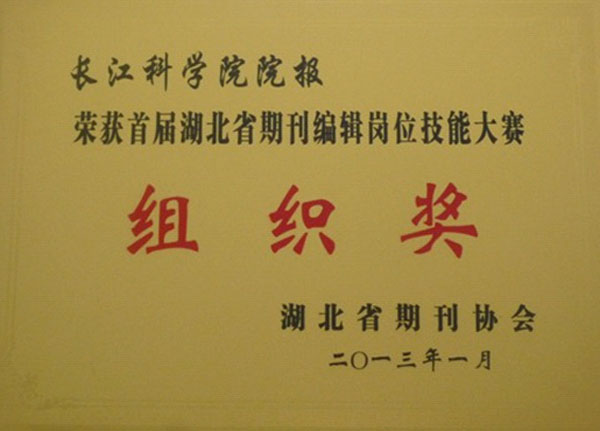 长江科学院院报
荣获首届湖北省期刊编辑岗位技能大赛
组织奖
湖北省期刊协会
二〇一三年一月